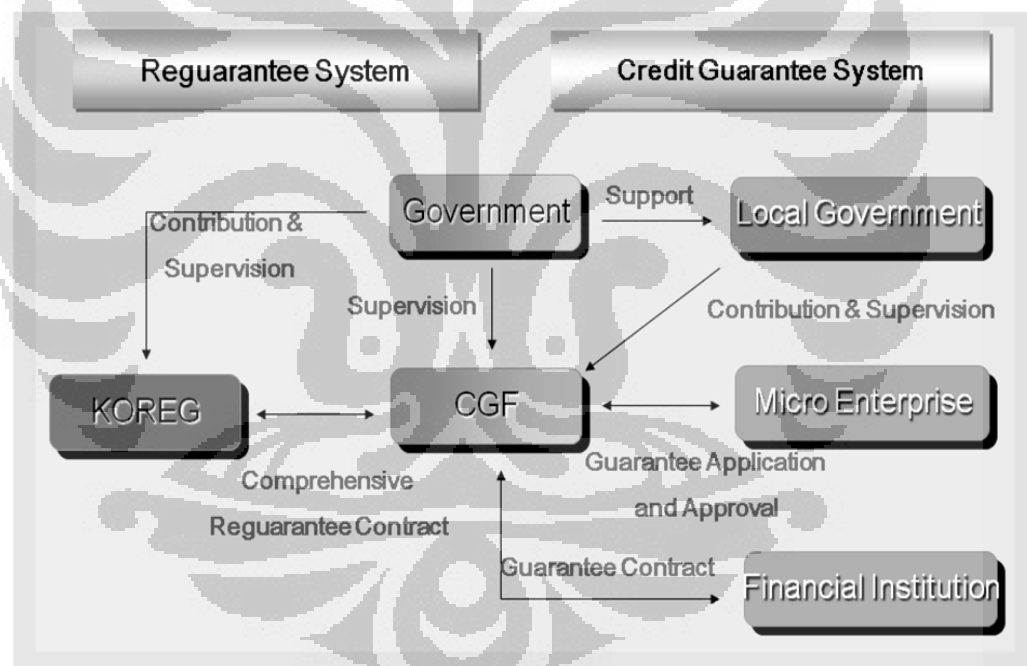 Reguarantee System
Credit Guarantee System
Government
Support
Local Government
Contribution &
Supervision
Supervision
Contribution & Supervision
KOREG
CGF
Micro Enterprise
Comprehensive
Reguarantee Contract
Guarantee Application
and Approval
Guarantee Contract
Financial Institution